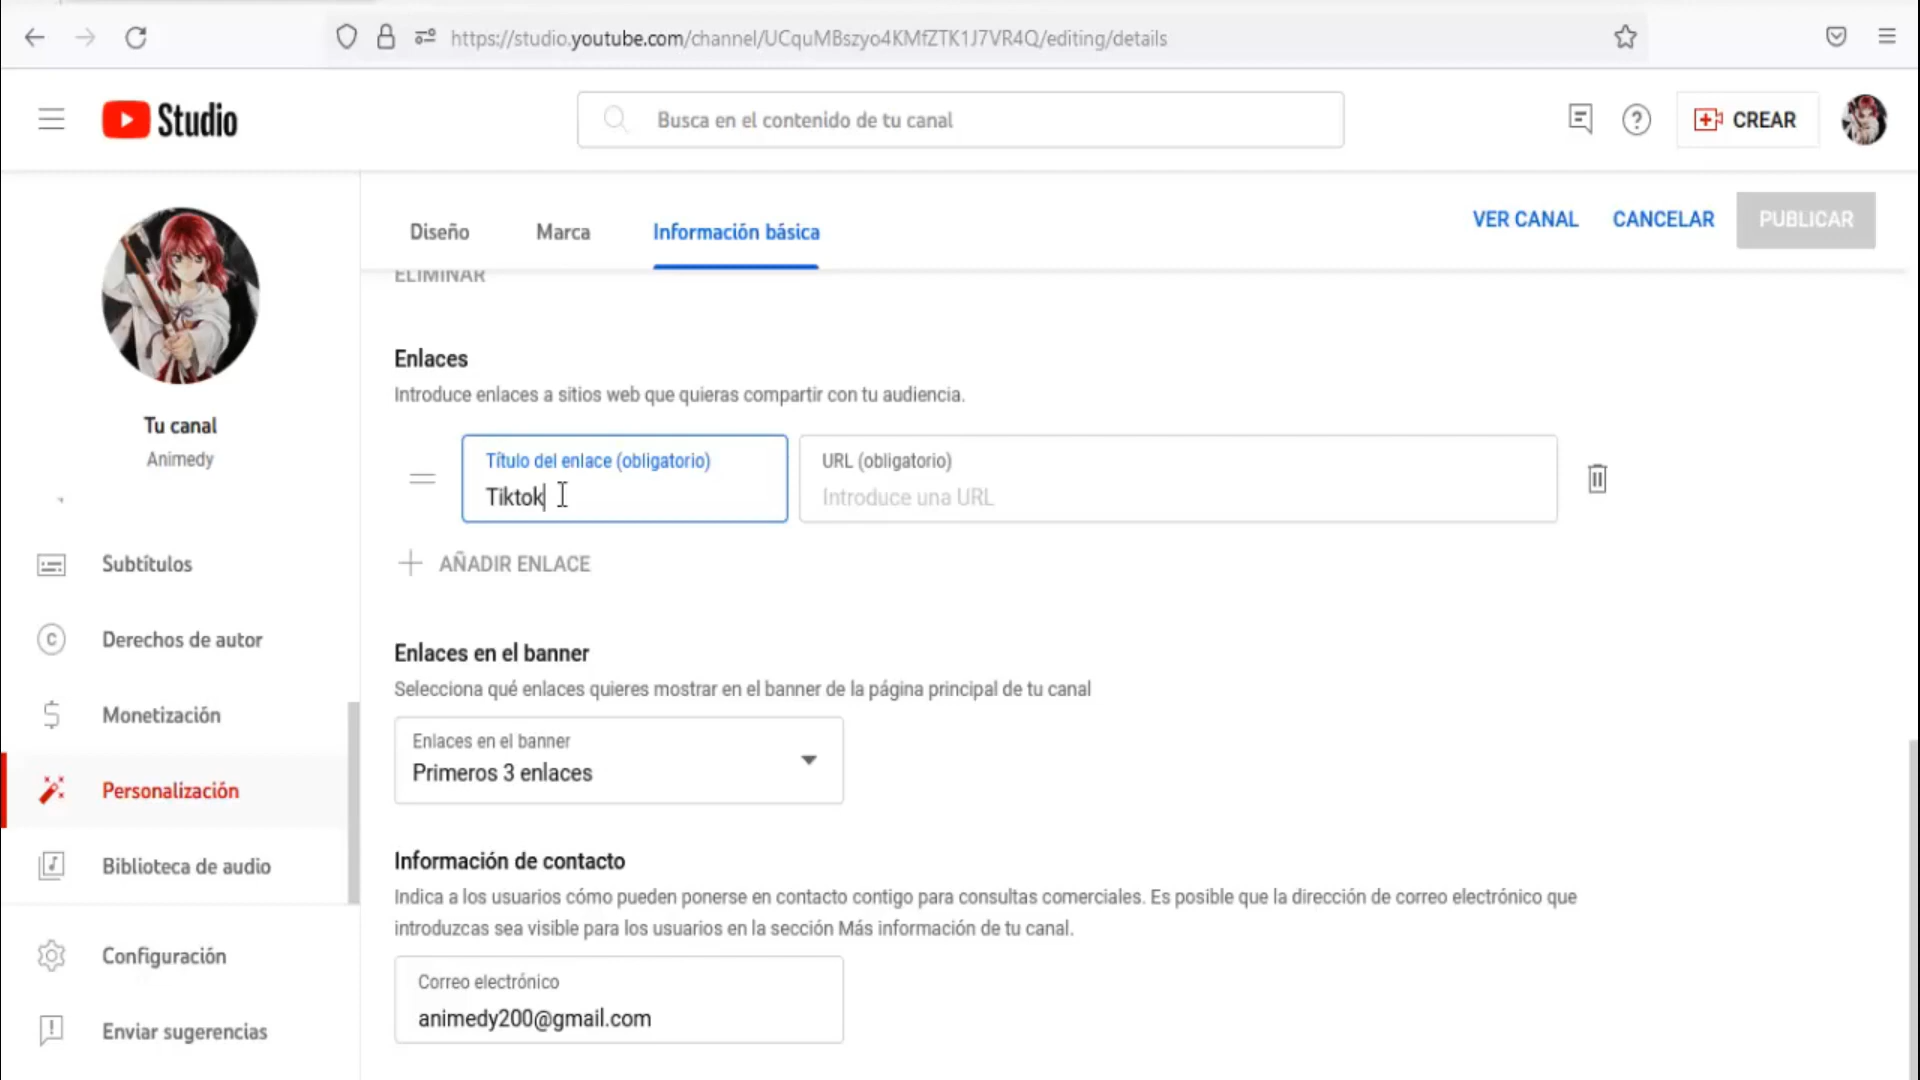 https://studio.youtube.com/channel/UCquMBszyo4KMfZTK1J7VR4Q/editing/details
Studio
Busca en el contenido de tu canal
CREAR
Diseño
Marca
Información básica
VER CANAL
CANCELAR
PUBLICAR
ELIMINAR
Tu canal
Animedy
Subtítulos
Derechos de autor
Monetización
Personalización
Biblioteca de audio
Configuración
Enviar sugerencias
Enlaces
Introduce enlaces a sitios web que quieras compartir con tu audiencia.
Título del enlace (obligatorio)
Tiktok
URL (obligatorio)
Introduce una URL
AÑADIR ENLACE
Enlaces en el banner
Selecciona qué enlaces quieres mostrar en el banner de la página principal de tu canal
Enlaces en el banner
Primeros 3 enlaces
Información de contacto
Indica a los usuarios cómo pueden ponerse en contacto contigo para consultas comerciales. Es posible que la dirección de correo electrónico que
introduzcas sea visible para los usuarios en la sección Más información de tu canal.
Correo electrónico
animedy200@gmail.com